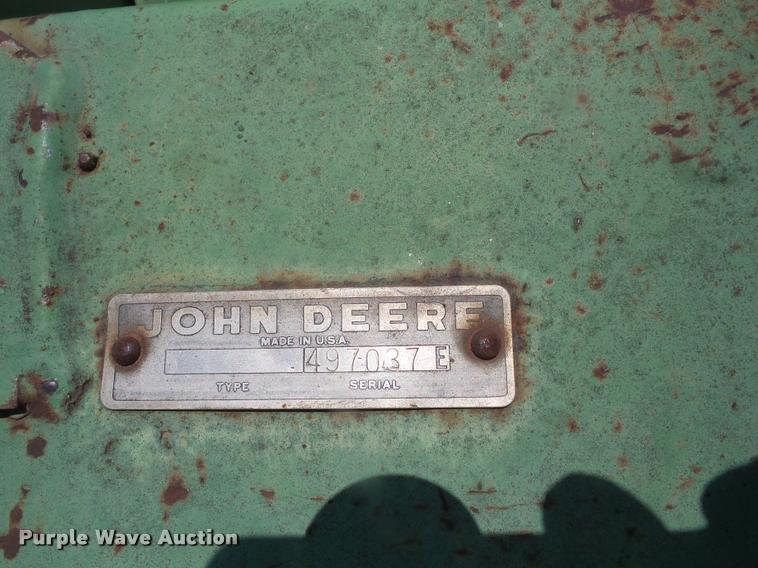 JOHN DEERE
MADE IN U.S.A.
497037 E
TYPE SERIAL
Purple Wave Auction